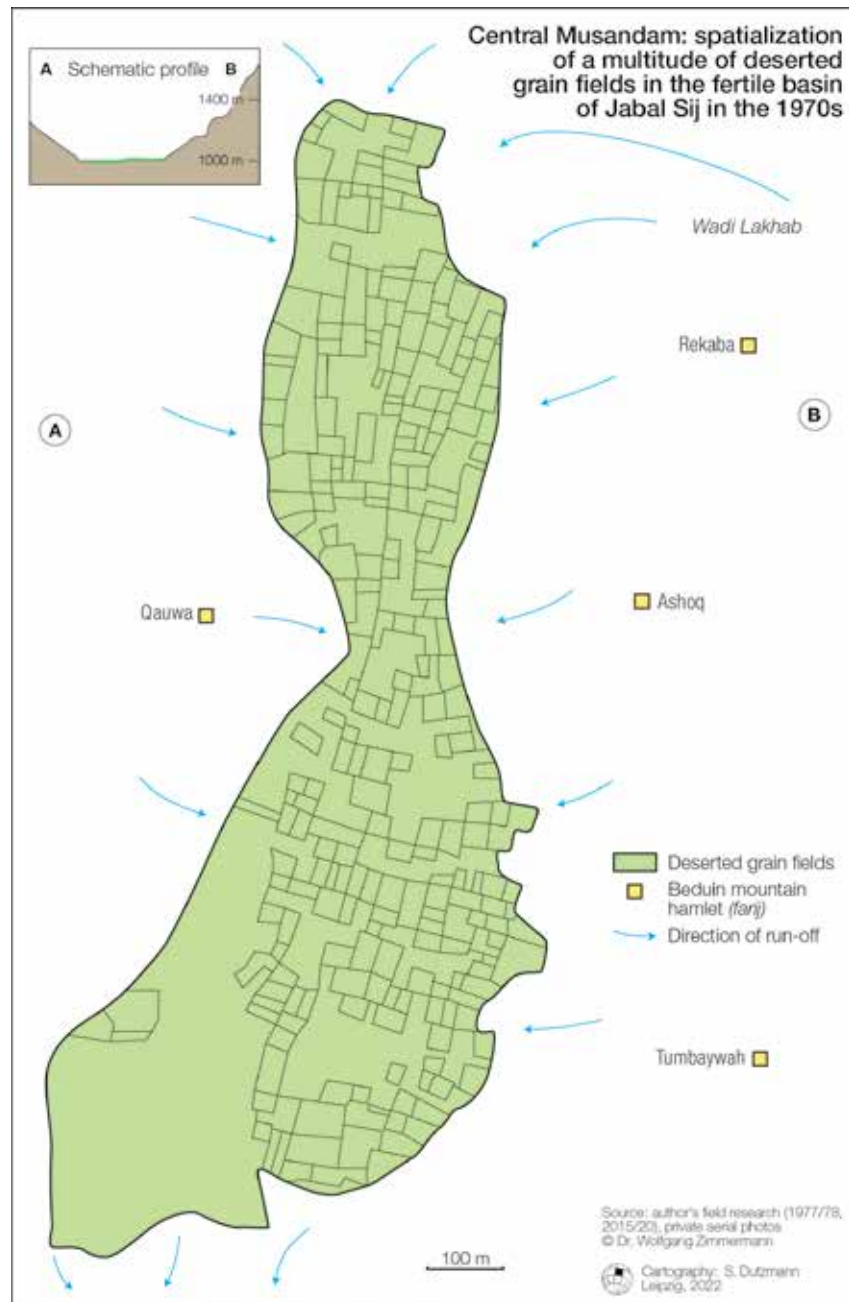 Central Musandam: spatialization
of a multitude of deserted
grain fields in the fertile basin
of Jabal Sij in the 1970s
A Schematic profile B
1400 m
1000 m
Wadi Lakhab
Rekaba
A
B
Qauwa
Ashoq
Deserted grain fields
Beduin mountain
hamlet (farij)
Direction of run-off
Tumbaywah
100 m
Source: author's field research (1977/78,
2015/20), private aerial photos
© Dr. Wolfgang Zimmermann
Cartography: S. Dutzmann
Leipzig, 2022